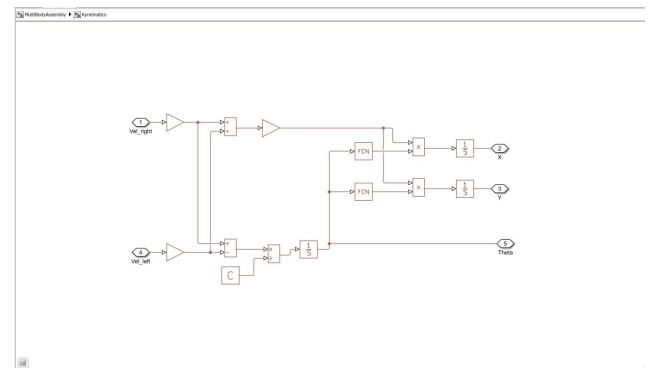 MultiBodyAssembly Kynematics
1
Vel_right
+
+
FCN
×
1
s
2
X
FCN
×
1
s
3
Y
4
Vel_left
+
−
×
÷
1
s
C
5
Theta